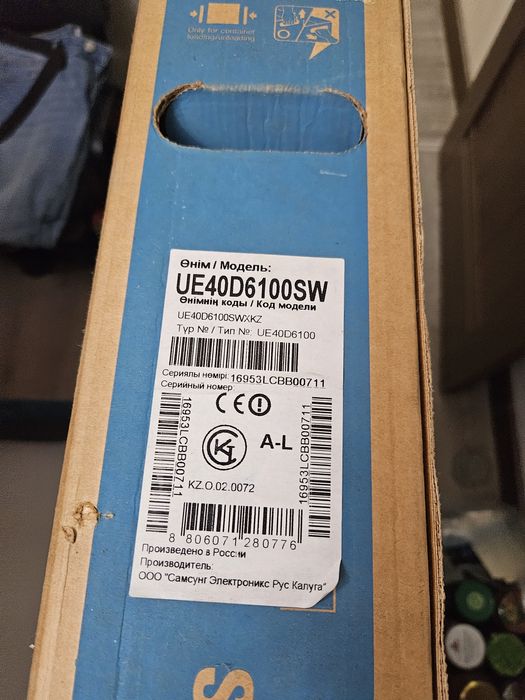 Only for container
loading/unloading
Өнім / Модель:
UE40D6100SW
Өнімнің коды / Код модели
UE40D6100SWXKZ
Түр № / Тип №: UE40D6100
Сериялы нөмірі:
Серийный номер:
16953LCBB00711
CE
16953LCBB00711
A-L
16953LCBB00711
KZ.O.02.0072
8 806071 280776
Произведено в России
Производитель:
ООО "Самсунг Электроникс Рус Калуга"
S